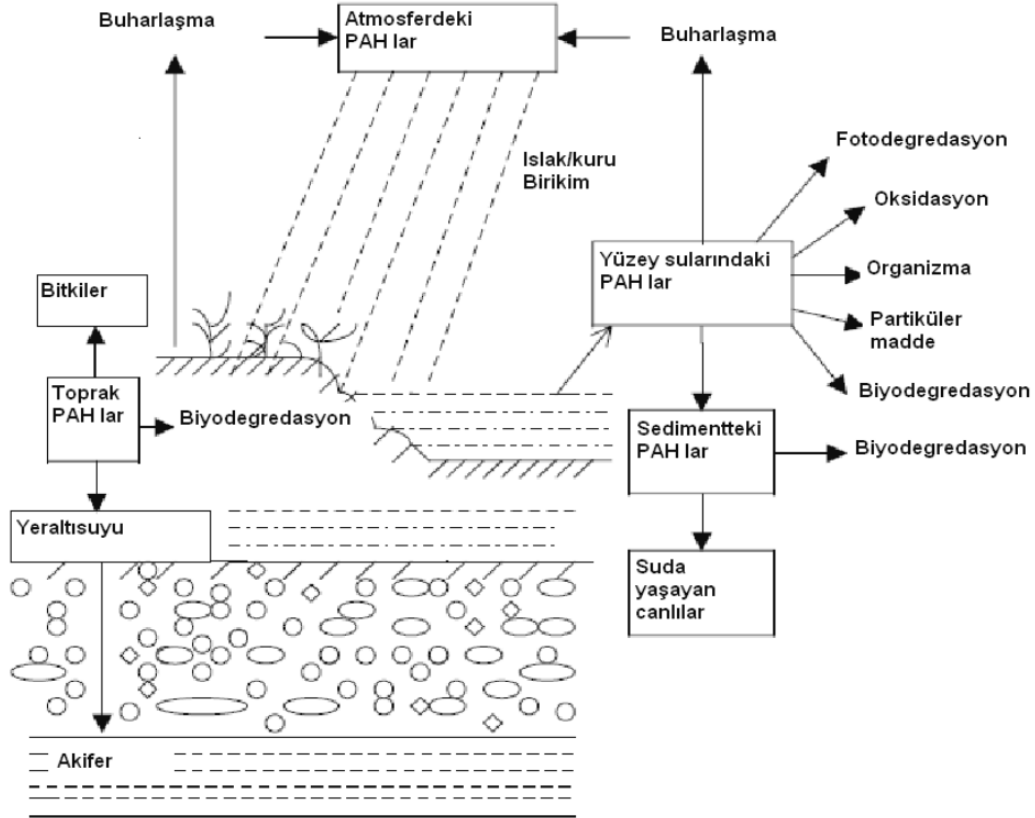 Buharlaşma
Atmosferdeki
PAH lar
Buharlaşma
Islak/kuru
Birikim
Fotodegredasyon
Oksidasyon
Yüzey sularındaki
PAH lar
Organizma
Partiküler
madde
Biyodegredasyon
Bitkiler
Toprak
PAH lar
Biyodegredasyon
Sedimentteki
PAH lar
Biyodegredasyon
Yeraltısuyu
Suda
yaşayan
canlılar
Akifer